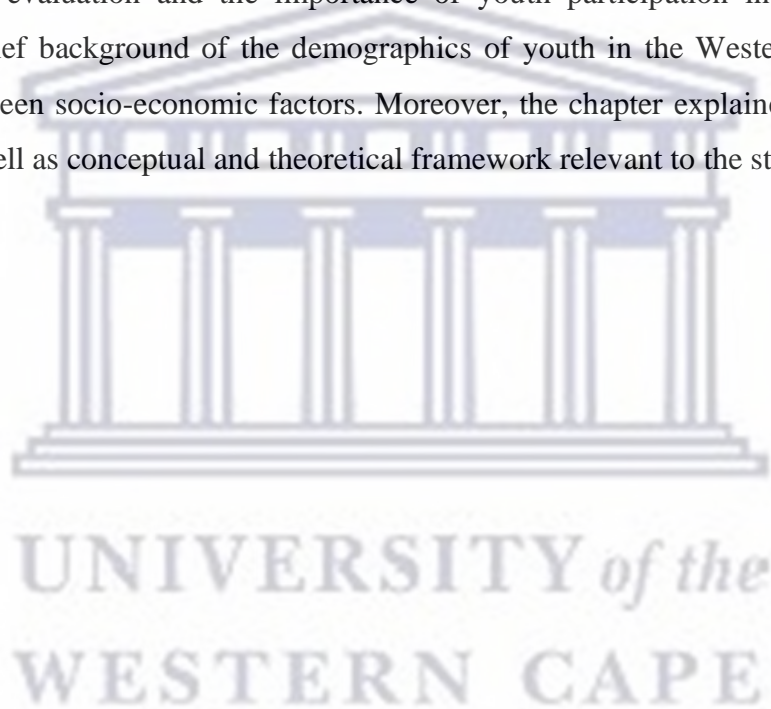 evaluation and the importance of youth participation in
ef background of the demographics of youth in the Weste
een socio-economic factors. Moreover, the chapter explaine
ell as conceptual and theoretical framework relevant to the st
UNIVERSITY of the
WESTERN CAPE